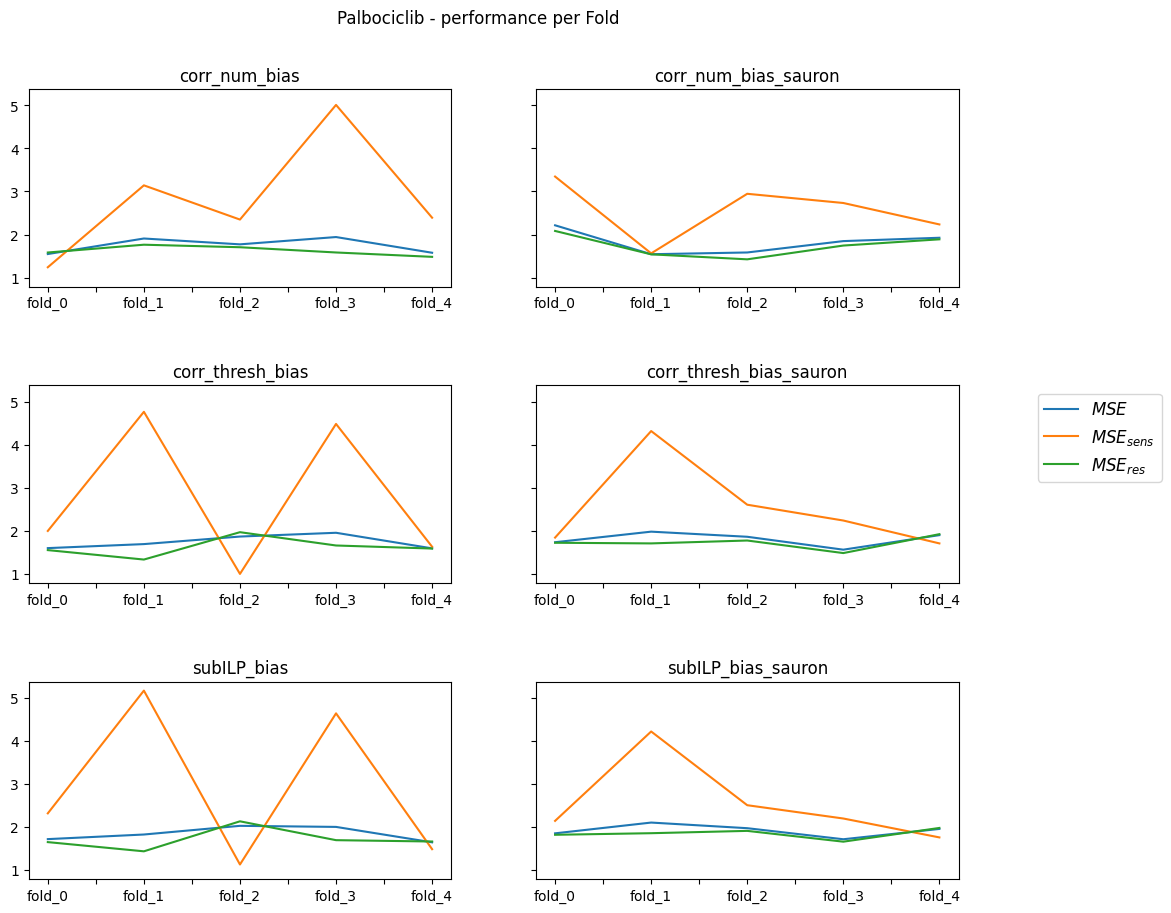 Palbociclib - performance per Fold
corr_num_bias
corr_num_bias_sauron
5
4
3
2
1
fold_0 fold_1 fold_2 fold_3 fold_4
fold_0 fold_1 fold_2 fold_3 fold_4
corr_thresh_bias
corr_thresh_bias_sauron
5
4
3
2
1
fold_0 fold_1 fold_2 fold_3 fold_4
fold_0 fold_1 fold_2 fold_3 fold_4
MSE
MSE_sens
MSE_res
subILP_bias
subILP_bias_sauron
5
4
3
2
1
fold_0 fold_1 fold_2 fold_3 fold_4
fold_0 fold_1 fold_2 fold_3 fold_4